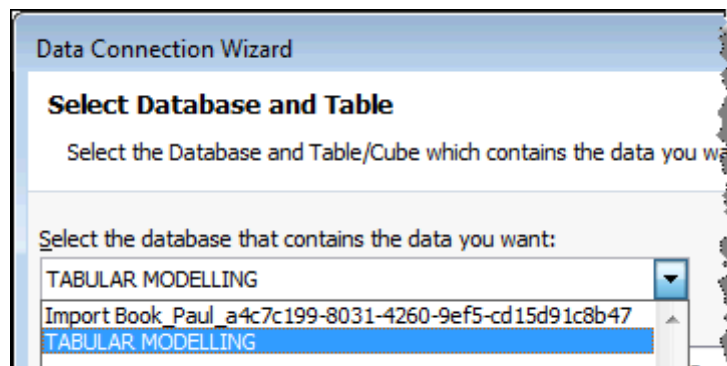 Data Connection Wizard
Select Database and Table
Select the Database and Table/Cube which contains the data you
Select the database that contains the data you want:
TABULAR MODELLING
Import Book_Paul_a4c7c199-8031-4260-9ef5-cd15d91c8b47
TABULAR MODELLING